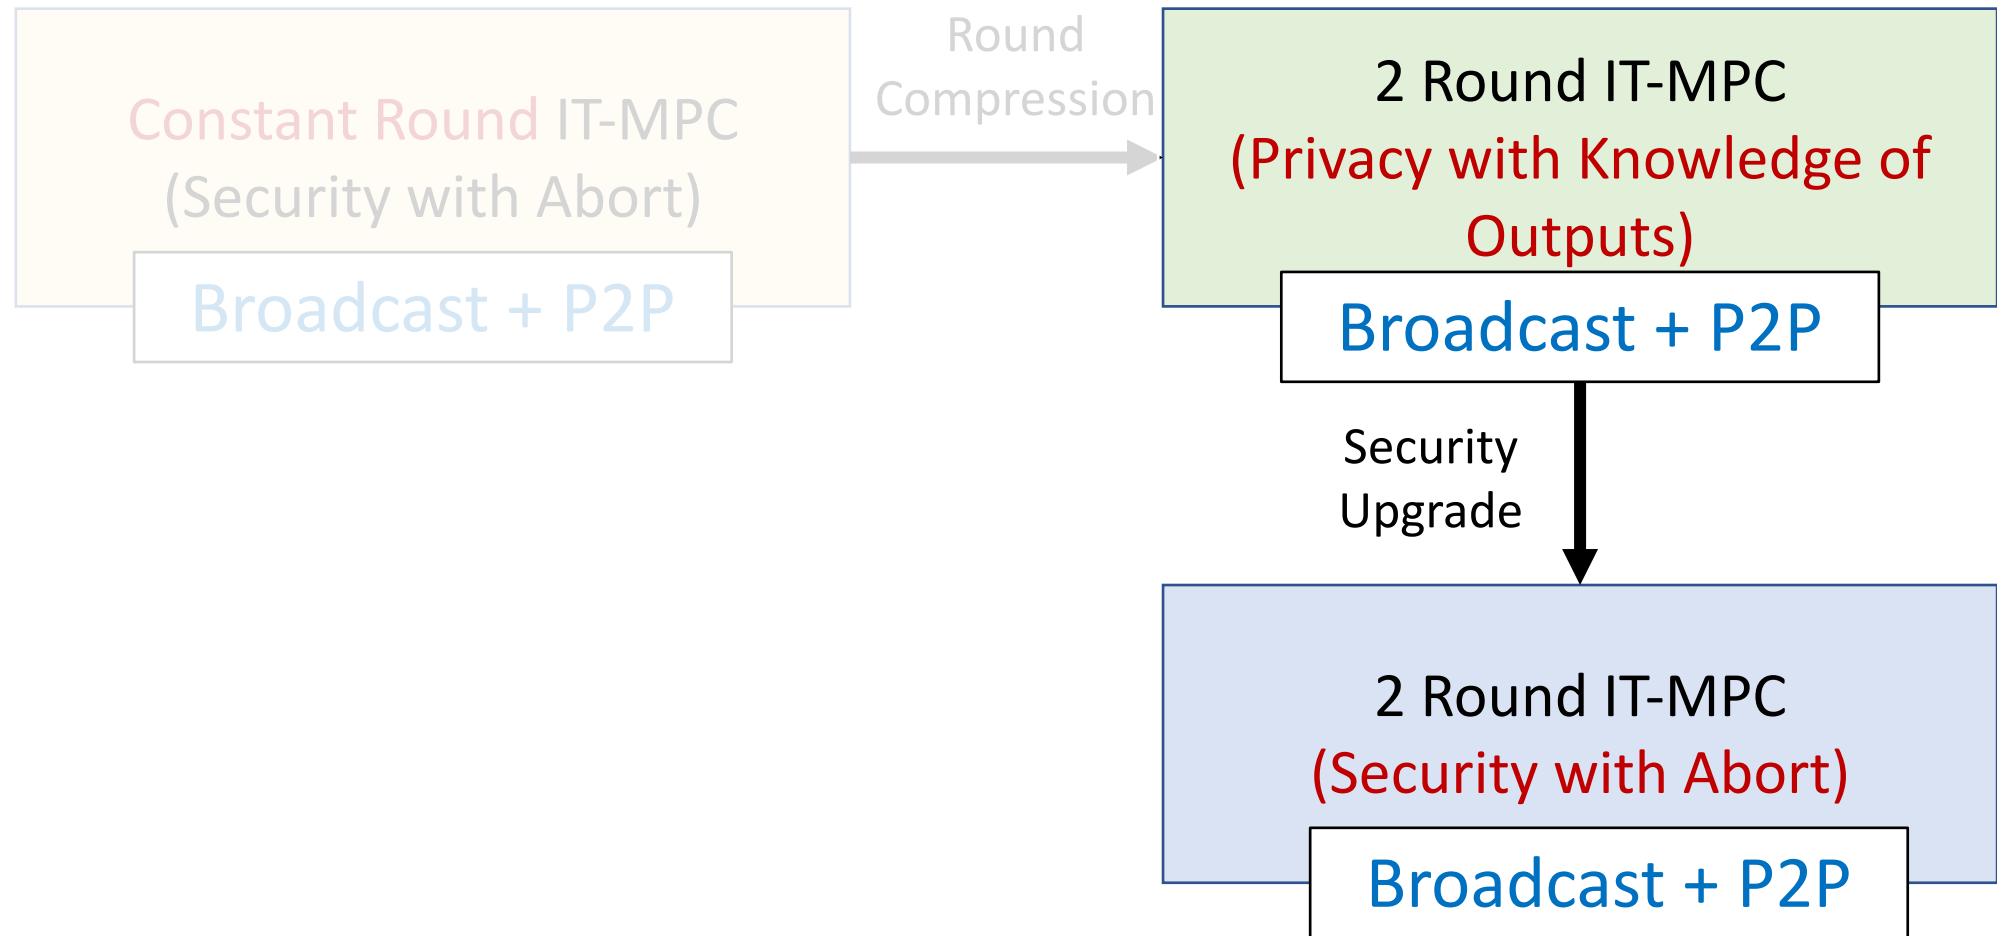 Constant Round IT-MPC
(Security with Abort)
Broadcast + P2P
Round
Compression
2 Round IT-MPC
(Privacy with Knowledge of
Outputs)
Broadcast + P2P
Security
Upgrade
2 Round IT-MPC
(Security with Abort)
Broadcast + P2P